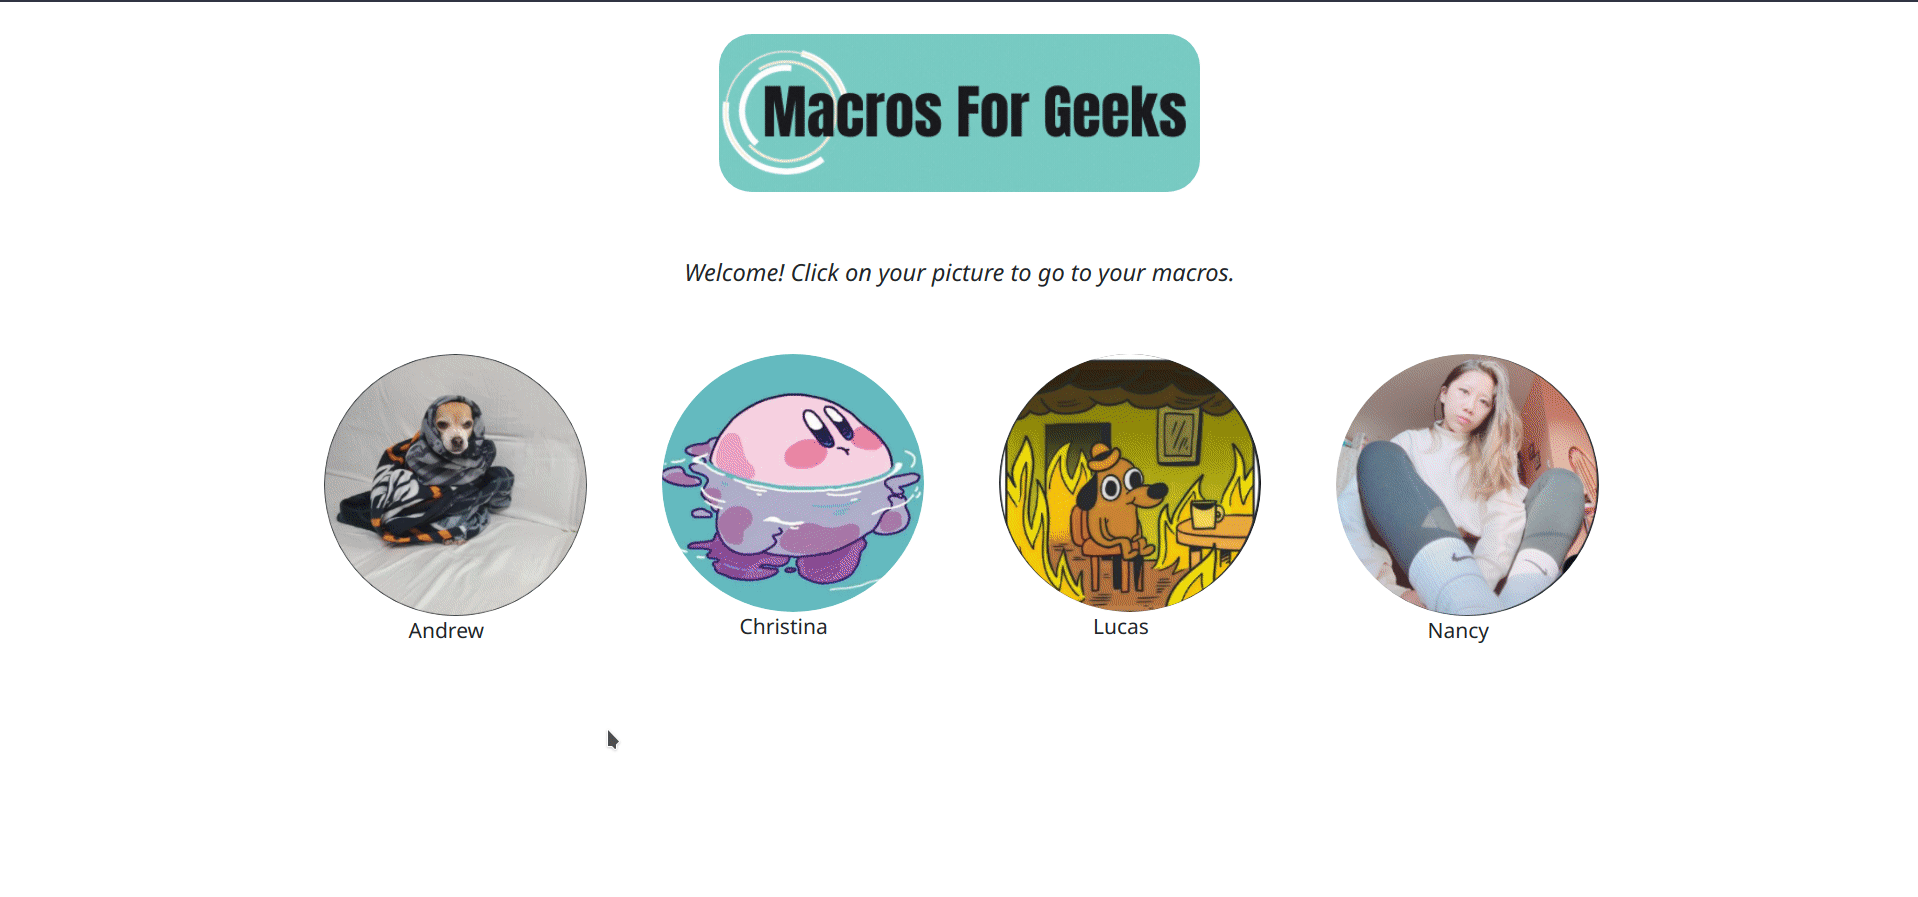 Macros For Geeks
Welcome! Click on your picture to go to your macros.
Andrew
Christina
Lucas
Nancy